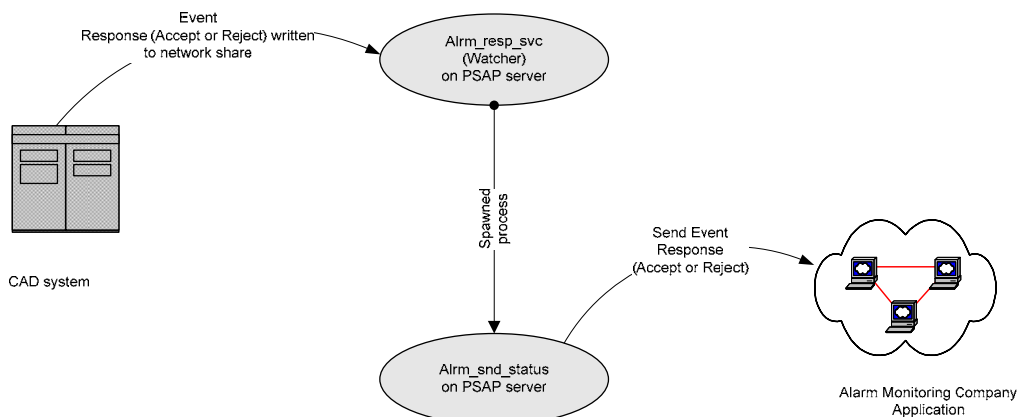 Event
Response (Accept or Reject) written
to network share
Alrm_resp_svc
(Watcher)
on PSAP server
CAD system
Spawned
process
Send Event
Response
(Accept or Reject)
Alrm_snd_status
on PSAP server
Alarm Monitoring Company
Application